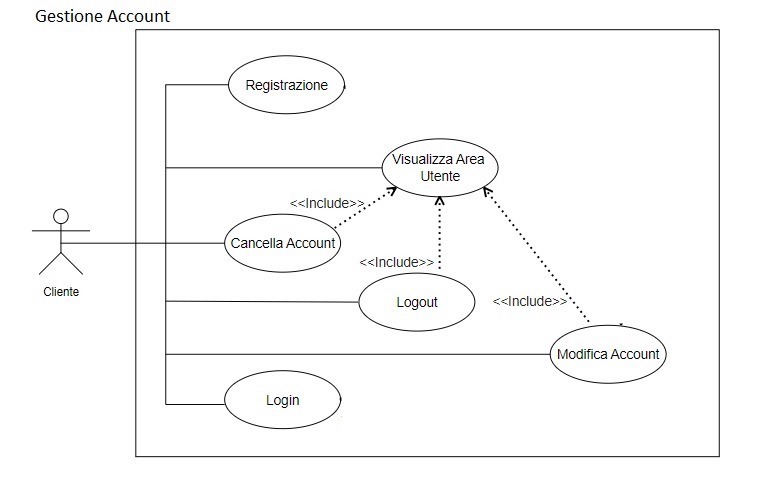 Gestione Account
Registrazione
Visualizza Area
Utente
<<Include>>
Cancella Account
<<Include>>
Cliente
Logout
<<Include>>
Modifica Account
Login